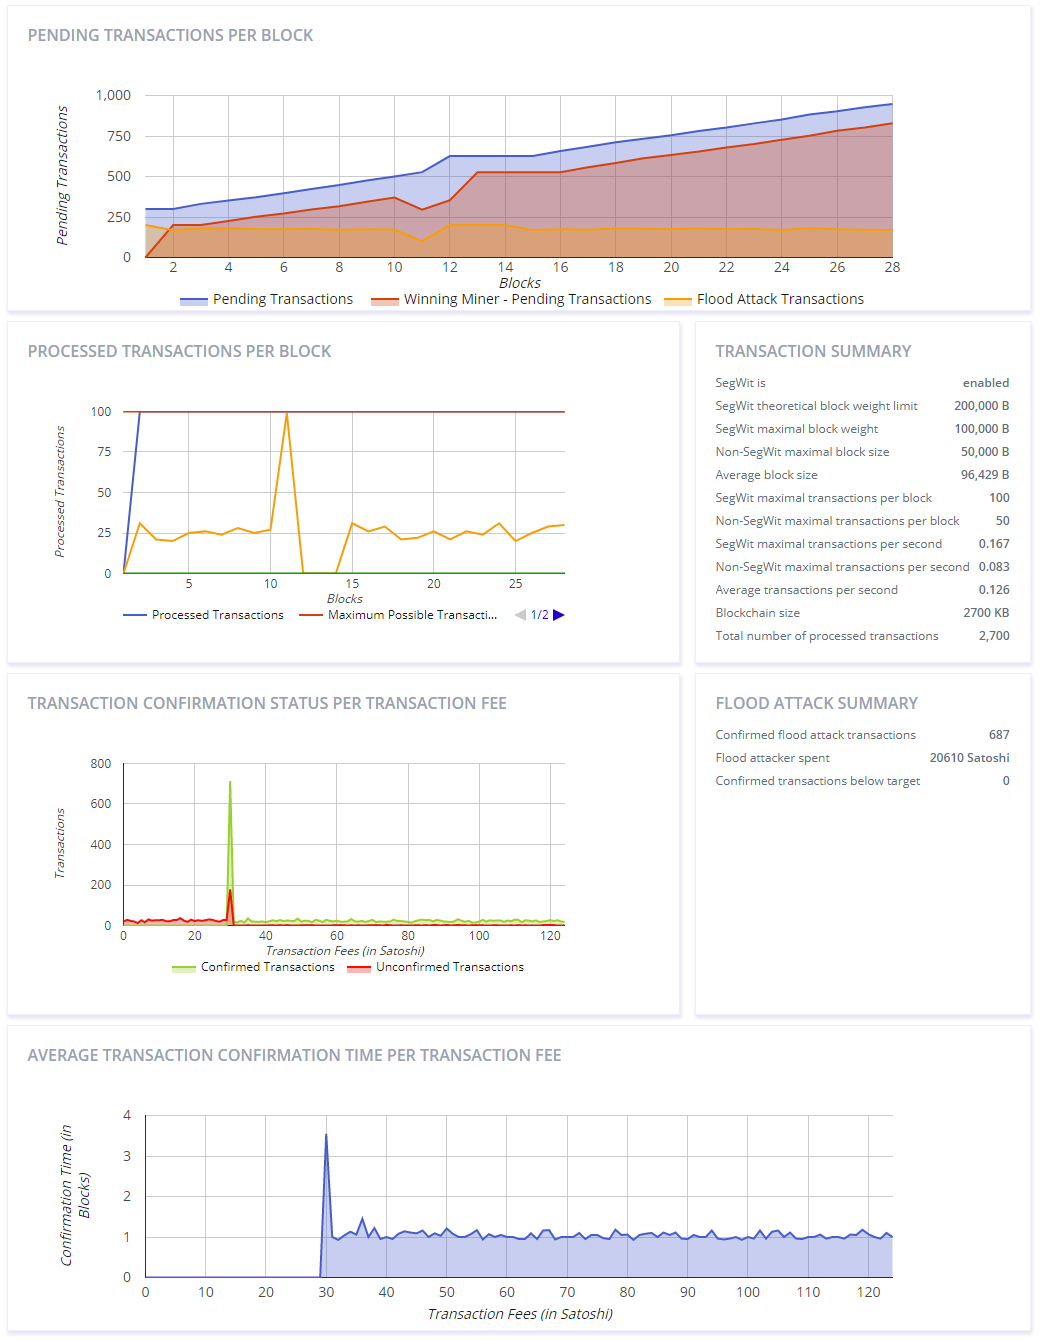 PENDING TRANSACTIONS PER BLOCK
1,000
750
500
250
0
Pending Transactions
2 4 6 8 10 12 14 16 18 20 22 24 26 28
Blocks
Pending Transactions Winning Miner - Pending Transactions Flood Attack Transactions
PROCESSED TRANSACTIONS PER BLOCK
100
75
50
25
0
Processed Transactions
5 10 15 20 25
Blocks
Processed Transactions Maximum Possible Transacti... 1/2
TRANSACTION SUMMARY
SegWit is enabled
SegWit theoretical block weight limit 200,000 B
SegWit maximal block weight 100,000 B
Non-SegWit maximal block size 50,000 B
Average block size 96,429 B
SegWit maximal transactions per block 100
Non-SegWit maximal transactions per block 50
SegWit maximal transactions per second 0.167
Non-SegWit maximal transactions per second 0.083
Average transactions per second 0.126
Blockchain size 2700 KB
Total number of processed transactions 2,700
TRANSACTION CONFIRMATION STATUS PER TRANSACTION FEE
800
600
400
200
0
Transactions
0 20 40 60 80 100 120
Transaction Fees (in Satoshi)
Confirmed Transactions Unconfirmed Transactions
FLOOD ATTACK SUMMARY
Confirmed flood attack transactions 687
Flood attacker spent 20610 Satoshi
Confirmed transactions below target 0
AVERAGE TRANSACTION CONFIRMATION TIME PER TRANSACTION FEE
4
3
2
1
0
Confirmation Time (in
Blocks)
0 10 20 30 40 50 60 70 80 90 100 110 120
Transaction Fees (in Satoshi)